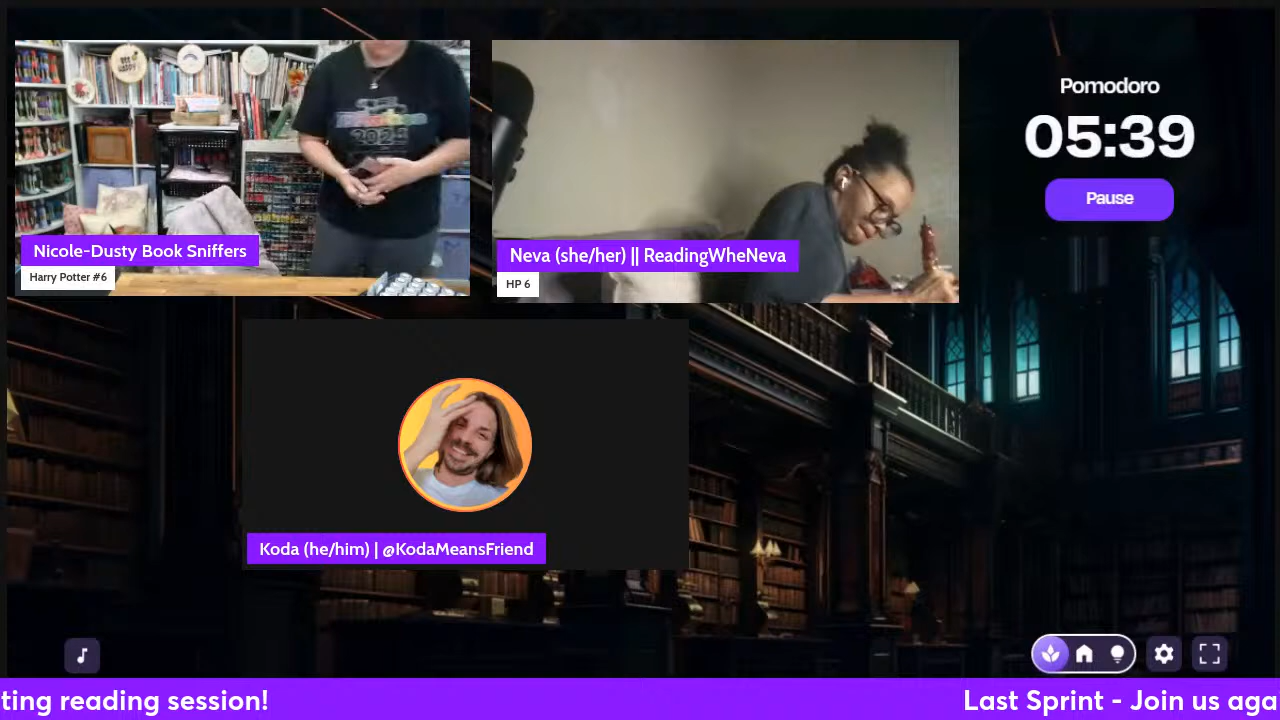 Pomodoro
05:39
Pause
Nicole-Dusty Book Sniffers
Harry Potter #6
Neva (she/her) || ReadingWheNeva
HP 6
Koda (he/him) | @KodaMeansFriend
ting reading session!
Last Sprint - Join us aga